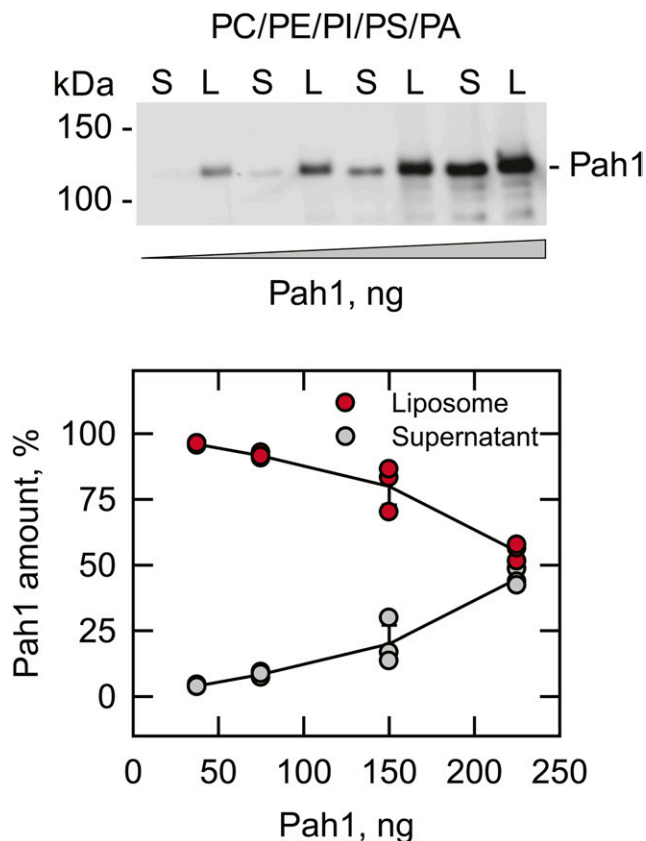 PC/PE/PI/PS/PA
kDa S L S L S L S L
150 -
- Pah1
100 -
Pah1, ng
Liposome
Supernatant
100
75
50
25
0
Pah1 amount, %
0 50 100 150 200 250
Pah1, ng